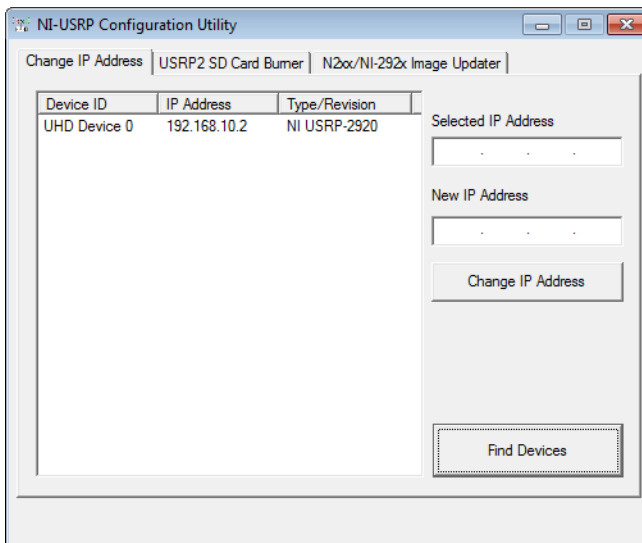 NI-USRP Configuration Utility
Change IP Address USRP2 SD Card Burner N2xx/NI-292x Image Updater
Device ID IP Address Type/Revision
UHD Device 0 192.168.10.2 NI USRP-2920
Selected IP Address
. . .
New IP Address
. . .
Change IP Address
Find Devices